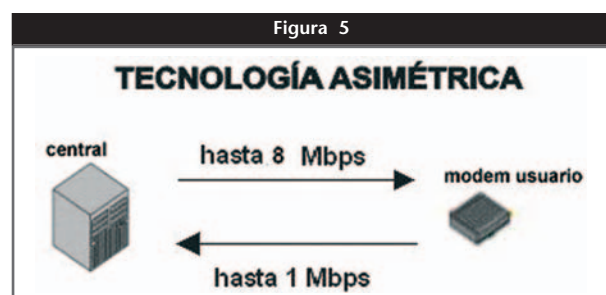 Figura 5
TECNOLOGÍA ASIMÉTRICA
central
hasta 8 Mbps
modem usuario
hasta 1 Mbps